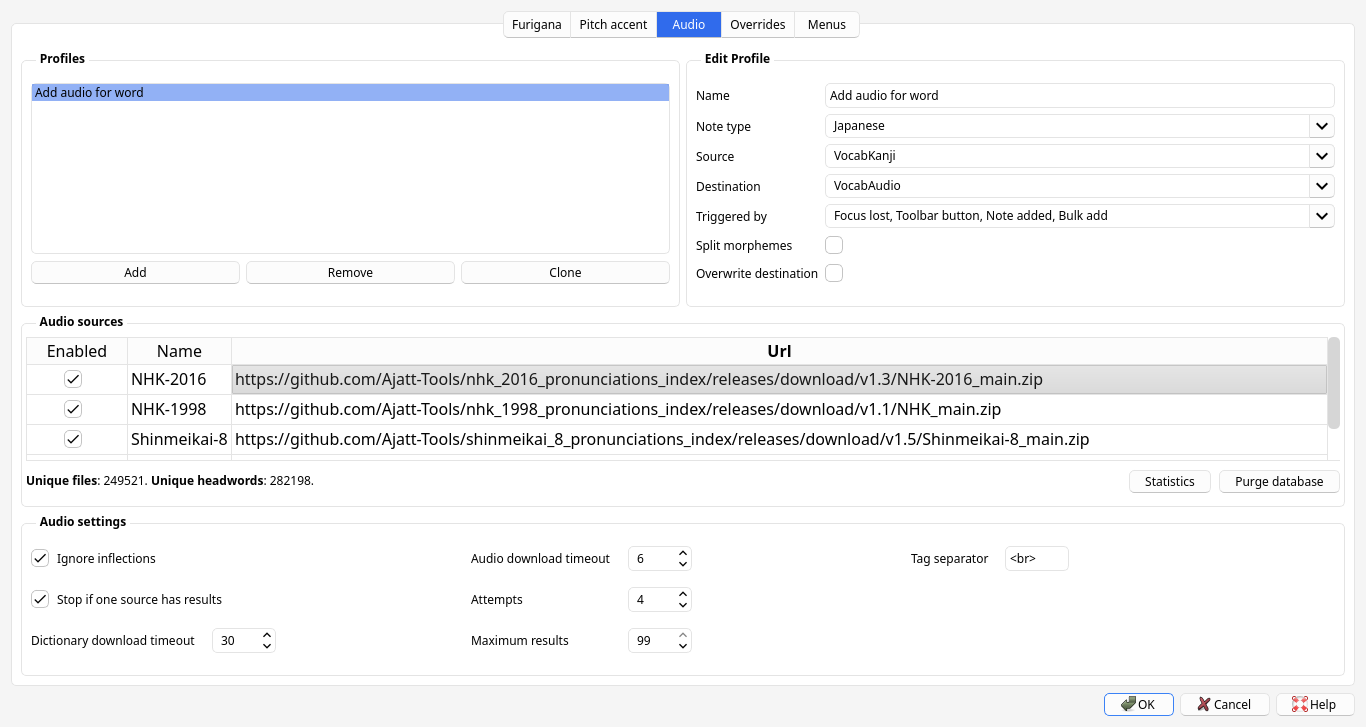 Furigana Pitch accent Audio Overrides Menus
Profiles
Add audio for word
Add Remove Clone
Edit Profile
Name Add audio for word
Note type Japanese
Source VocabKanji
Destination VocabAudio
Triggered by Focus lost, Toolbar button, Note added, Bulk add
Split morphemes
Overwrite destination
Audio sources
Enabled Name Url
NHK-2016 https://github.com/Ajatt-Tools/nhk_2016_pronunciations_index/releases/download/v1.3/NHK-2016_main.zip
NHK-1998 https://github.com/Ajatt-Tools/nhk_1998_pronunciations_index/releases/download/v1.1/NHK_main.zip
Shinmeikai-8 https://github.com/Ajatt-Tools/shinmeikai_8_pronunciations_index/releases/download/v1.5/Shinmeikai-8_main.zip
Unique files: 249521. Unique headwords: 282198. Statistics Purge database
Audio settings
Ignore inflections Audio download timeout 6 Tag separator <br>
Stop if one source has results Attempts 4
Dictionary download timeout 30 Maximum results 99
OK Cancel Help